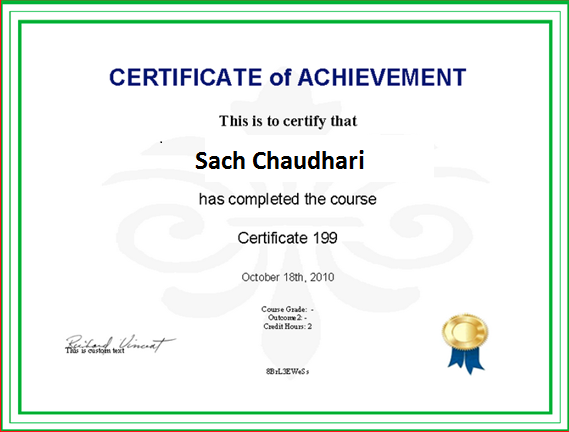 CERTIFICATE of ACHIEVEMENT
This is to certify that
Sach Chaudhari
has completed the course
Certificate 199
October 18th, 2010
Course Grade: -
Outcome2: -
Credit Hours: 2
Richard Vincent
This is custom text
8BrL3EWeSs